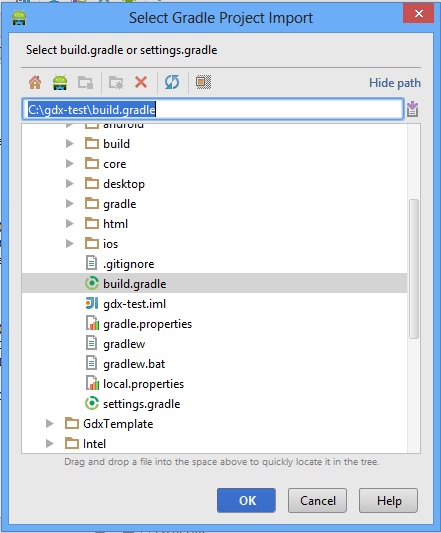 Select Gradle Project Import
Select build.gradle or settings.gradle
Hide path
C:\gdx-test\build.gradle
android
build
core
desktop
gradle
html
ios
.gitignore
build.gradle
gdx-test.iml
gradle.properties
gradlew
gradlew.bat
local.properties
settings.gradle
GdxTemplate
Intel
Drag and drop a file into the space above to quickly locate it in the tree.
OK Cancel Help